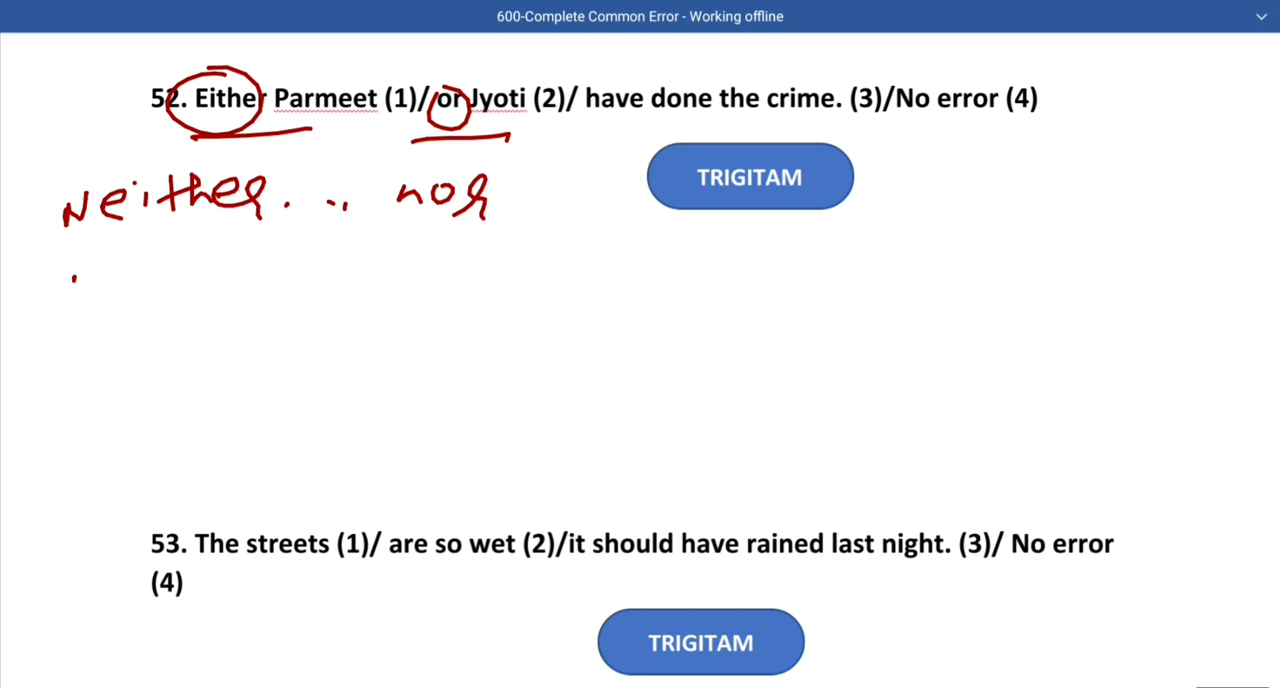 600-Complete Common Error - Working offline
52. Either Parmeet (1)/ or Jyoti (2)/ have done the crime. (3)/No error (4)
TRIGITAM
Neither... nor
53. The streets (1)/ are so wet (2)/it should have rained last night. (3)/ No error
(4)
TRIGITAM